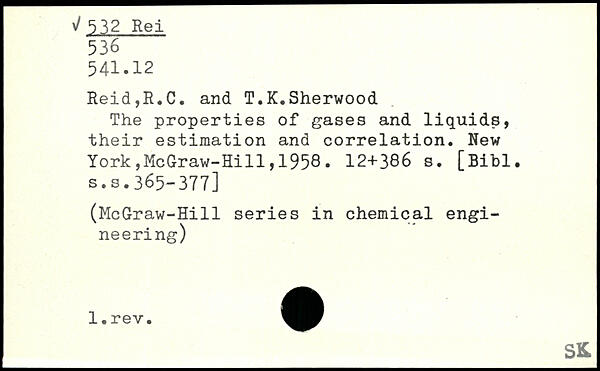 √ 532 Rei
536
541.12
Reid,R.C. and T.K.Sherwood
The properties of gases and liquids,
their estimation and correlation. New
York,McGraw-Hill,1958. 12+386 s. [Bibl.
s.s.365-377]
(McGraw-Hill series in chemical engi-
neering)
1.rev.
SK